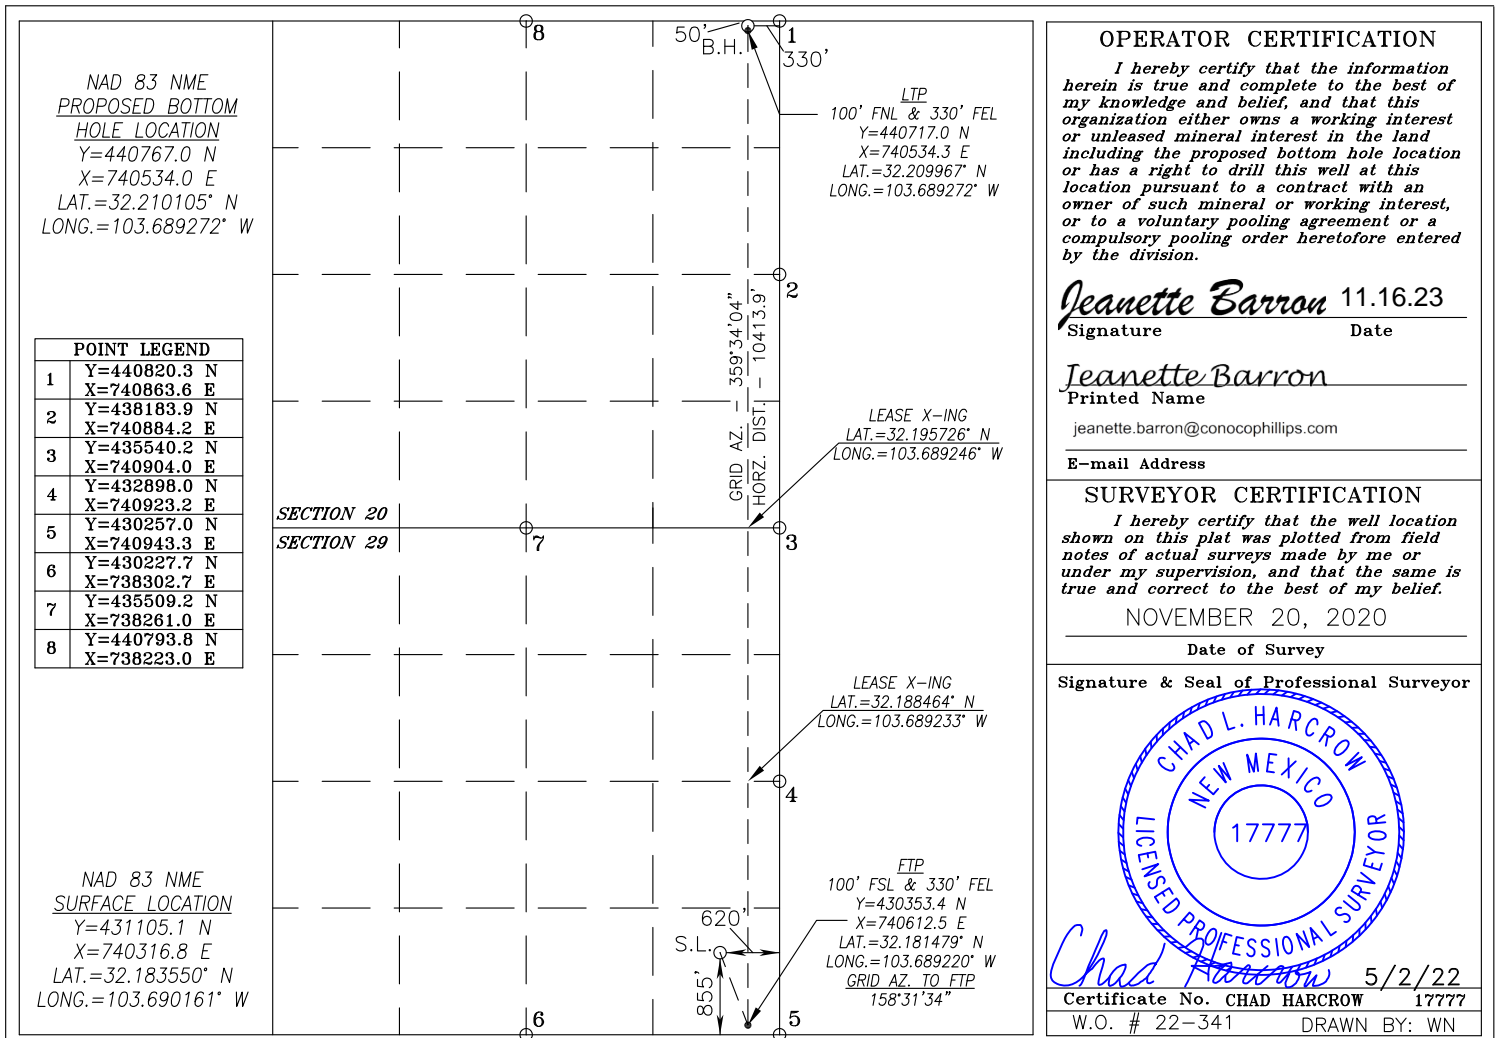 NAD 83 NME
PROPOSED BOTTOM
HOLE LOCATION
Y=440767.0 N
X=740534.0 E
LAT.=32.210105° N
LONG.=103.689272° W
POINT LEGEND
1 Y=440820.3 N
X=740863.6 E
2 Y=438183.9 N
X=740884.2 E
3 Y=435540.2 N
X=740904.0 E
4 Y=432898.0 N
X=740923.2 E
5 Y=430257.0 N
X=740943.3 E
6 Y=430227.7 N
X=738302.7 E
7 Y=435509.2 N
X=738261.0 E
8 Y=440793.8 N
X=738223.0 E
NAD 83 NME
SURFACE LOCATION
Y=431105.1 N
X=740316.8 E
LAT.=32.183550° N
LONG.=103.690161° W
8
50'
B.H.
1
330'
LTP
100' FNL & 330' FEL
Y=440717.0 N
X=740534.3 E
LAT.=32.209967° N
LONG.=103.689272° W
2
GRID AZ. - 359°34'04"
HORZ. DIST. - 10413.9'
LEASE X-ING
LAT.=32.195726° N
LONG.=103.689246° W
SECTION 20
SECTION 29
7
3
LEASE X-ING
LAT.=32.188464° N
LONG.=103.689233° W
4
FTP
100' FSL & 330' FEL
Y=430353.4 N
X=740612.5 E
LAT.=32.181479° N
LONG.=103.689220° W
GRID AZ. TO FTP
158°31'34"
620'
S.L.
855'
6
5
OPERATOR CERTIFICATION
I hereby certify that the information
herein is true and complete to the best of
my knowledge and belief, and that this
organization either owns a working interest
or unleased mineral interest in the land
including the proposed bottom hole location
or has a right to drill this well at this
location pursuant to a contract with an
owner of such mineral or working interest,
or to a voluntary pooling agreement or a
compulsory pooling order heretofore entered
by the division.
Jeanette Barron 11.16.23
Signature Date
Jeanette Barron
Printed Name
jeanette.barron@conocophillips.com
E-mail Address
SURVEYOR CERTIFICATION
I hereby certify that the well location
shown on this plat was plotted from field
notes of actual surveys made by me or
under my supervision, and that the same is
true and correct to the best of my belief.
NOVEMBER 20, 2020
Date of Survey
Signature & Seal of Professional Surveyor
CHAD L. HARCROW
NEW MEXICO
17777
LICENSED PROFESSIONAL SURVEYOR
Chad Harcrow 5/2/22
Certificate No. CHAD HARCROW 17777
W.O. # 22-341 DRAWN BY: WN